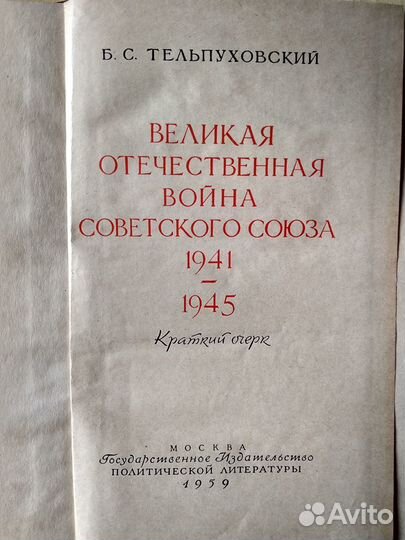 Б. С. ТЕЛЬПУХОВСКИЙ
ВЕЛИКАЯ
ОТЕЧЕСТВЕННАЯ
ВОЙНА
СОВЕТСКОГО СОЮЗА
1941
–
1945
Краткий очерк
МОСКВА
Государственное Издательство
ПОЛИТИЧЕСКОЙ ЛИТЕРАТУРЫ
1959
Avito